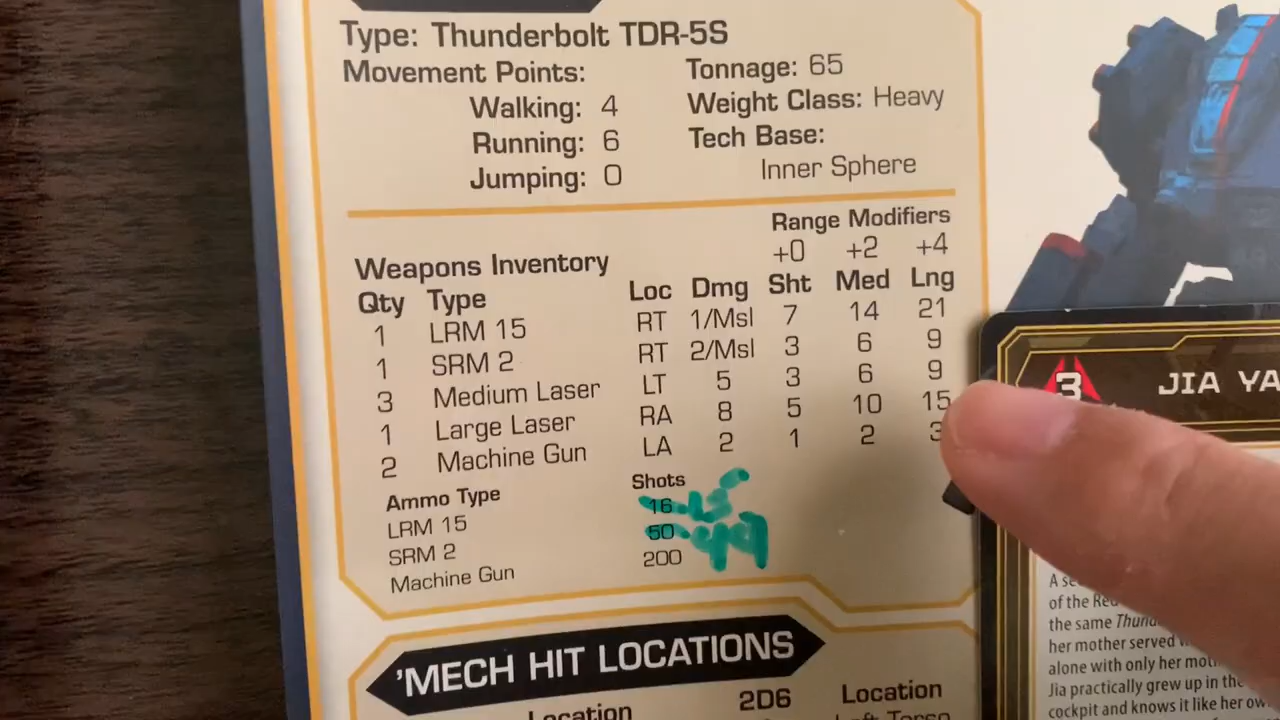 Type: Thunderbolt TDR-5S
Movement Points:
Walking: 4
Running: 6
Jumping: 0
Tonnage: 65
Weight Class: Heavy
Tech Base:
Inner Sphere
Range Modifiers
+0 +2 +4
Weapons Inventory
Qty Type Loc Dmg Sht Med Lng
1 LRM 15 RT 1/Msl 7 14 21
1 SRM 2 RT 2/Msl 3 6 9
3 Medium Laser LT 5 3 6 9
1 Large Laser RA 8 5 10 15
2 Machine Gun LA 2 1 2 3
Ammo Type Shots
LRM 15 16 15
SRM 2 50 49
Machine Gun 200
'MECH HIT LOCATIONS
Location 2D6 Location
3 JIA YA
of the Red
the same Thund
her mother served
alone with only her
Jia practically grew up in the
cockpit and knows it like her own